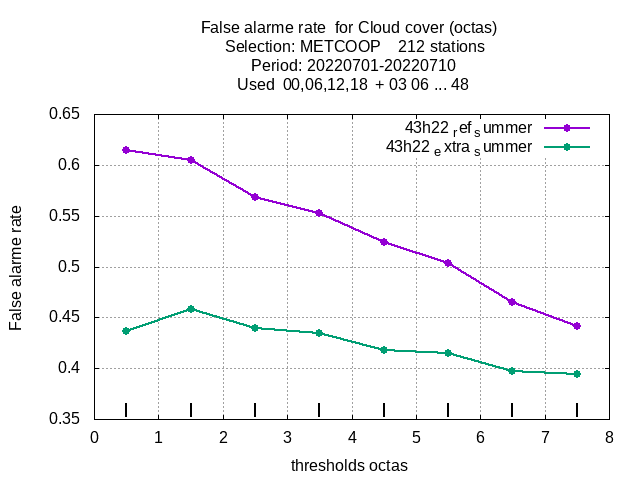 False alarme rate  for Cloud cover (octas)
Selection: METCOOP    212 stations
Period: 20220701-20220710
Used  00,06,12,18  + 03 06 ... 48
43h22 ref summer
43h22 extra summer
False alarme rate
0.65
0.6
0.55
0.5
0.45
0.4
0.35
0 1 2 3 4 5 6 7 8
thresholds octas